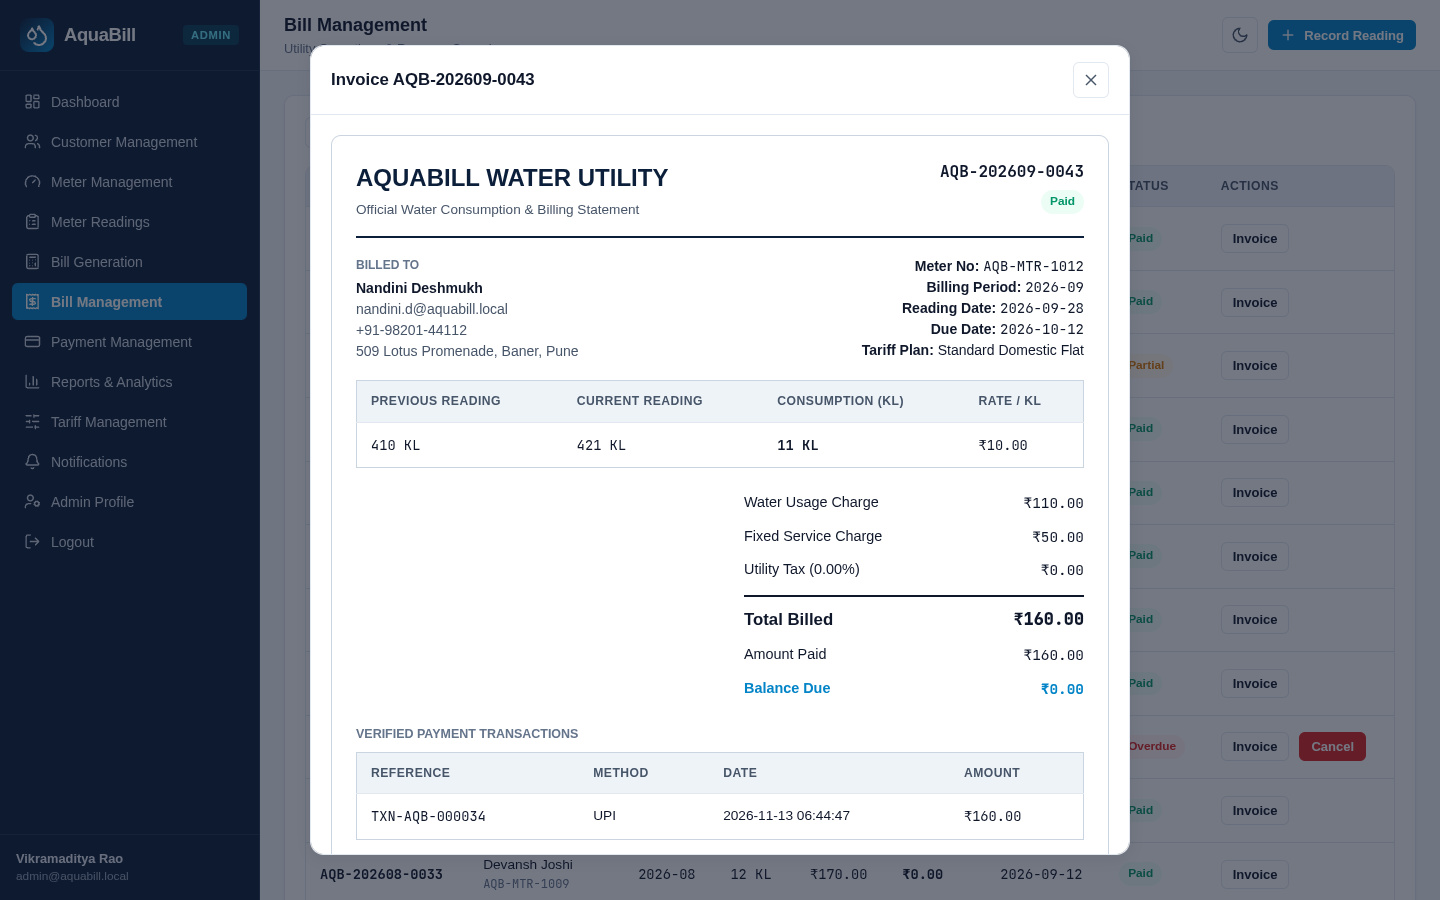 AquaBill
ADMIN
Dashboard
Customer Management
Meter Management
Meter Readings
Bill Generation
Bill Management
Payment Management
Reports & Analytics
Tariff Management
Notifications
Admin Profile
Logout
Vikramaditya Rao
admin@aquabill.local
Bill Management
Record Reading
Invoice AQB-202609-0043
AQUABILL WATER UTILITY
Official Water Consumption & Billing Statement
AQB-202609-0043
Paid
BILLED TO
Nandini Deshmukh
nandini.d@aquabill.local
+91-98201-44112
509 Lotus Promenade, Baner, Pune
Meter No: AQB-MTR-1012
Billing Period: 2026-09
Reading Date: 2026-09-28
Due Date: 2026-10-12
Tariff Plan: Standard Domestic Flat
PREVIOUS READING CURRENT READING CONSUMPTION (KL) RATE / KL
410 KL 421 KL 11 KL ₹10.00
Water Usage Charge ₹110.00
Fixed Service Charge ₹50.00
Utility Tax (0.00%) ₹0.00
Total Billed ₹160.00
Amount Paid ₹160.00
Balance Due ₹0.00
VERIFIED PAYMENT TRANSACTIONS
REFERENCE METHOD DATE AMOUNT
TXN-AQB-000034 UPI 2026-11-13 06:44:47 ₹160.00
ACTIONS
Paid Invoice
Paid Invoice
Partial Invoice
Paid Invoice
Paid Invoice
Paid Invoice
Paid Invoice
Paid Invoice
Overdue Invoice Cancel
Paid Invoice
AQB-202608-0033 Devansh Joshi 2026-08 12 KL ₹170.00 ₹0.00 2026-09-12 Paid Invoice
AQB-MTR-1009